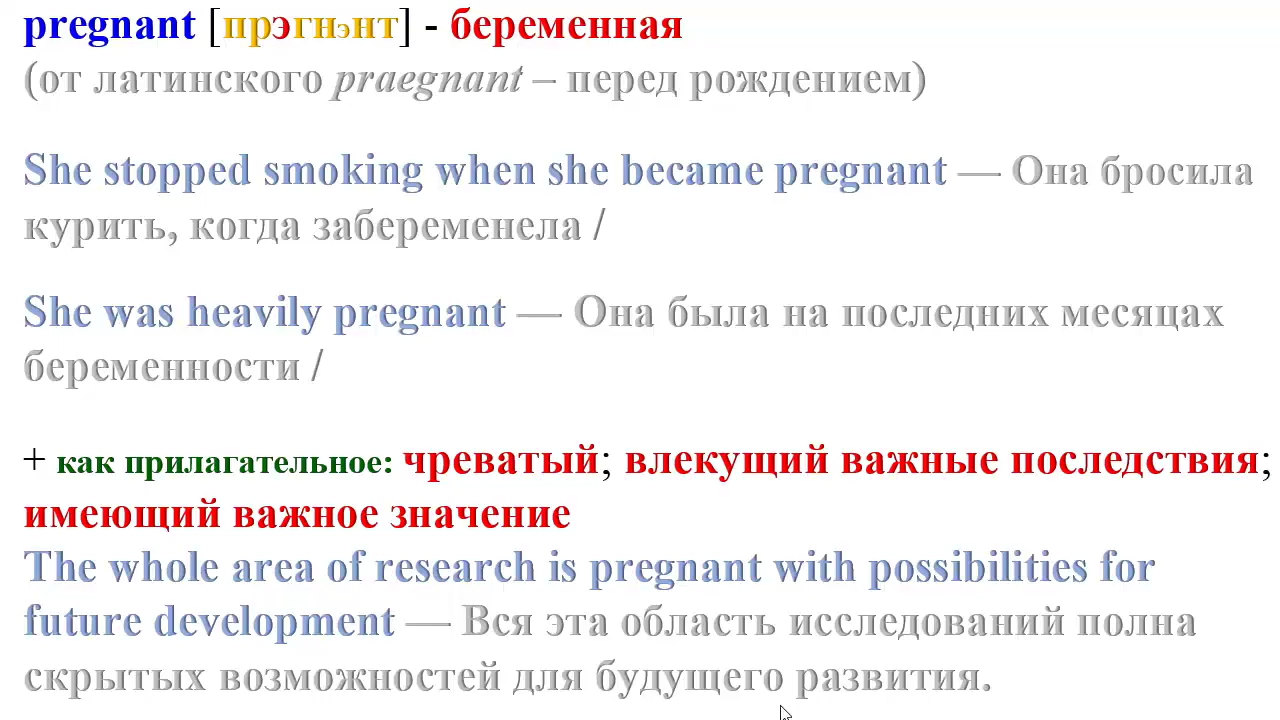 pregnant [прэгнэнт] - беременная
(от латинского praegnant – перед рождением)
She stopped smoking when she became pregnant — Она бросила
курить, когда забеременела /
She was heavily pregnant — Она была на последних месяцах
беременности /
+ как прилагательное: чреватый; влекущий важные последствия;
имеющий важное значение
The whole area of research is pregnant with possibilities for
future development — Вся эта область исследований полна
скрытых возможностей для будущего развития.